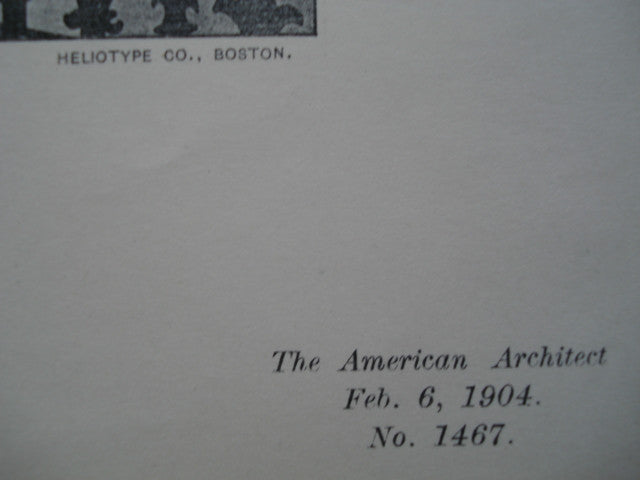 HELIOTYPE CO., BOSTON.
The American Architect
Feb. 6, 1904.
No. 1467.